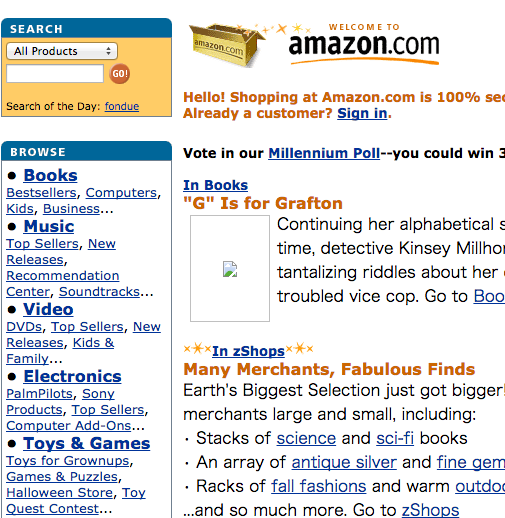 SEARCH
All Products
GO!
Search of the Day: fondue
BROWSE
• Books
Bestsellers, Computers,
Kids, Business...
• Music
Top Sellers, New
Releases,
Recommendation
Center, Soundtracks...
• Video
DVDs, Top Sellers, New
Releases, Kids &
Family...
• Electronics
PalmPilots, Sony
Products, Top Sellers,
Computer Add-Ons...
• Toys & Games
Toys for Grownups,
Games & Puzzles,
Halloween Store, Toy
Quest Contest...
amazon.com
WELCOME TO
amazon.com
Hello! Shopping at Amazon.com is 100% sec
Already a customer? Sign in.
Vote in our Millennium Poll--you could win 3
In Books
"G" Is for Grafton
Continuing her alphabetical s
time, detective Kinsey Millho
tantalizing riddles about her
troubled vice cop. Go to Boo
In zShops
Many Merchants, Fabulous Finds
Earth's Biggest Selection just got bigger!
merchants large and small, including:
· Stacks of science and sci-fi books
· An array of antique silver and fine gem
· Racks of fall fashions and warm outdo
...and so much more. Go to zShops